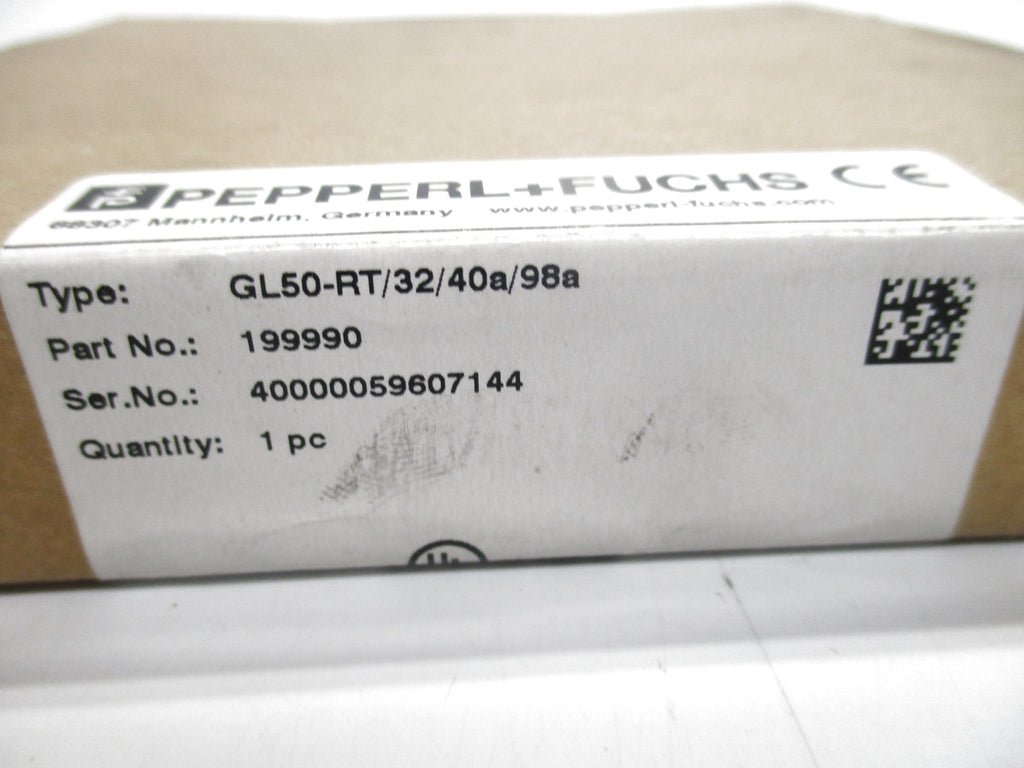 PEPPERL+FUCHS CE
68307 Mannheim. Germany www.pepperl-fuchs.com
Type: GL50-RT/32/40a/98a
Part No.: 199990
Ser.No.: 40000059607144
Quantity: 1 pc